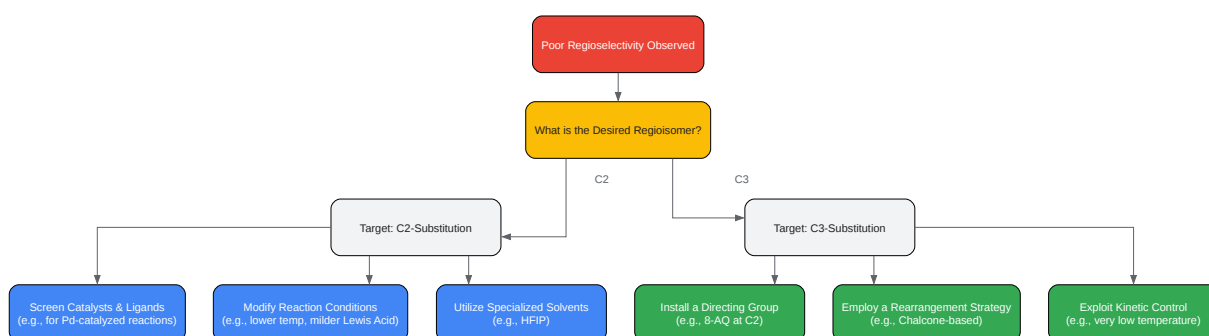 Poor Regioselectivity Observed
What is the Desired Regioisomer?
C2
C3
Target: C2-Substitution
Target: C3-Substitution
Screen Catalysts & Ligands
(e.g., for Pd-catalyzed reactions)
Modify Reaction Conditions
(e.g., lower temp, milder Lewis Acid)
Utilize Specialized Solvents
(e.g., HFIP)
Install a Directing Group
(e.g., 8-AQ at C2)
Employ a Rearrangement Strategy
(e.g., Chalcone-based)
Exploit Kinetic Control
(e.g., very low temperature)